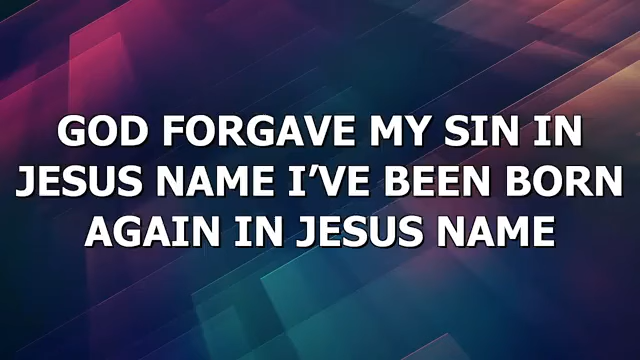 GOD FORGAVE MY SIN IN
JESUS NAME I’VE BEEN BORN
AGAIN IN JESUS NAME